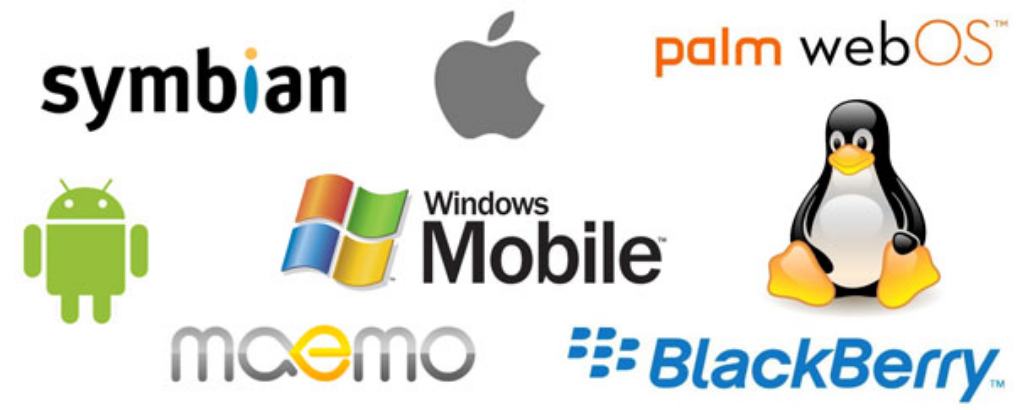 symbian
palm webOS™
Windows
Mobile™
maemo
BlackBerry™